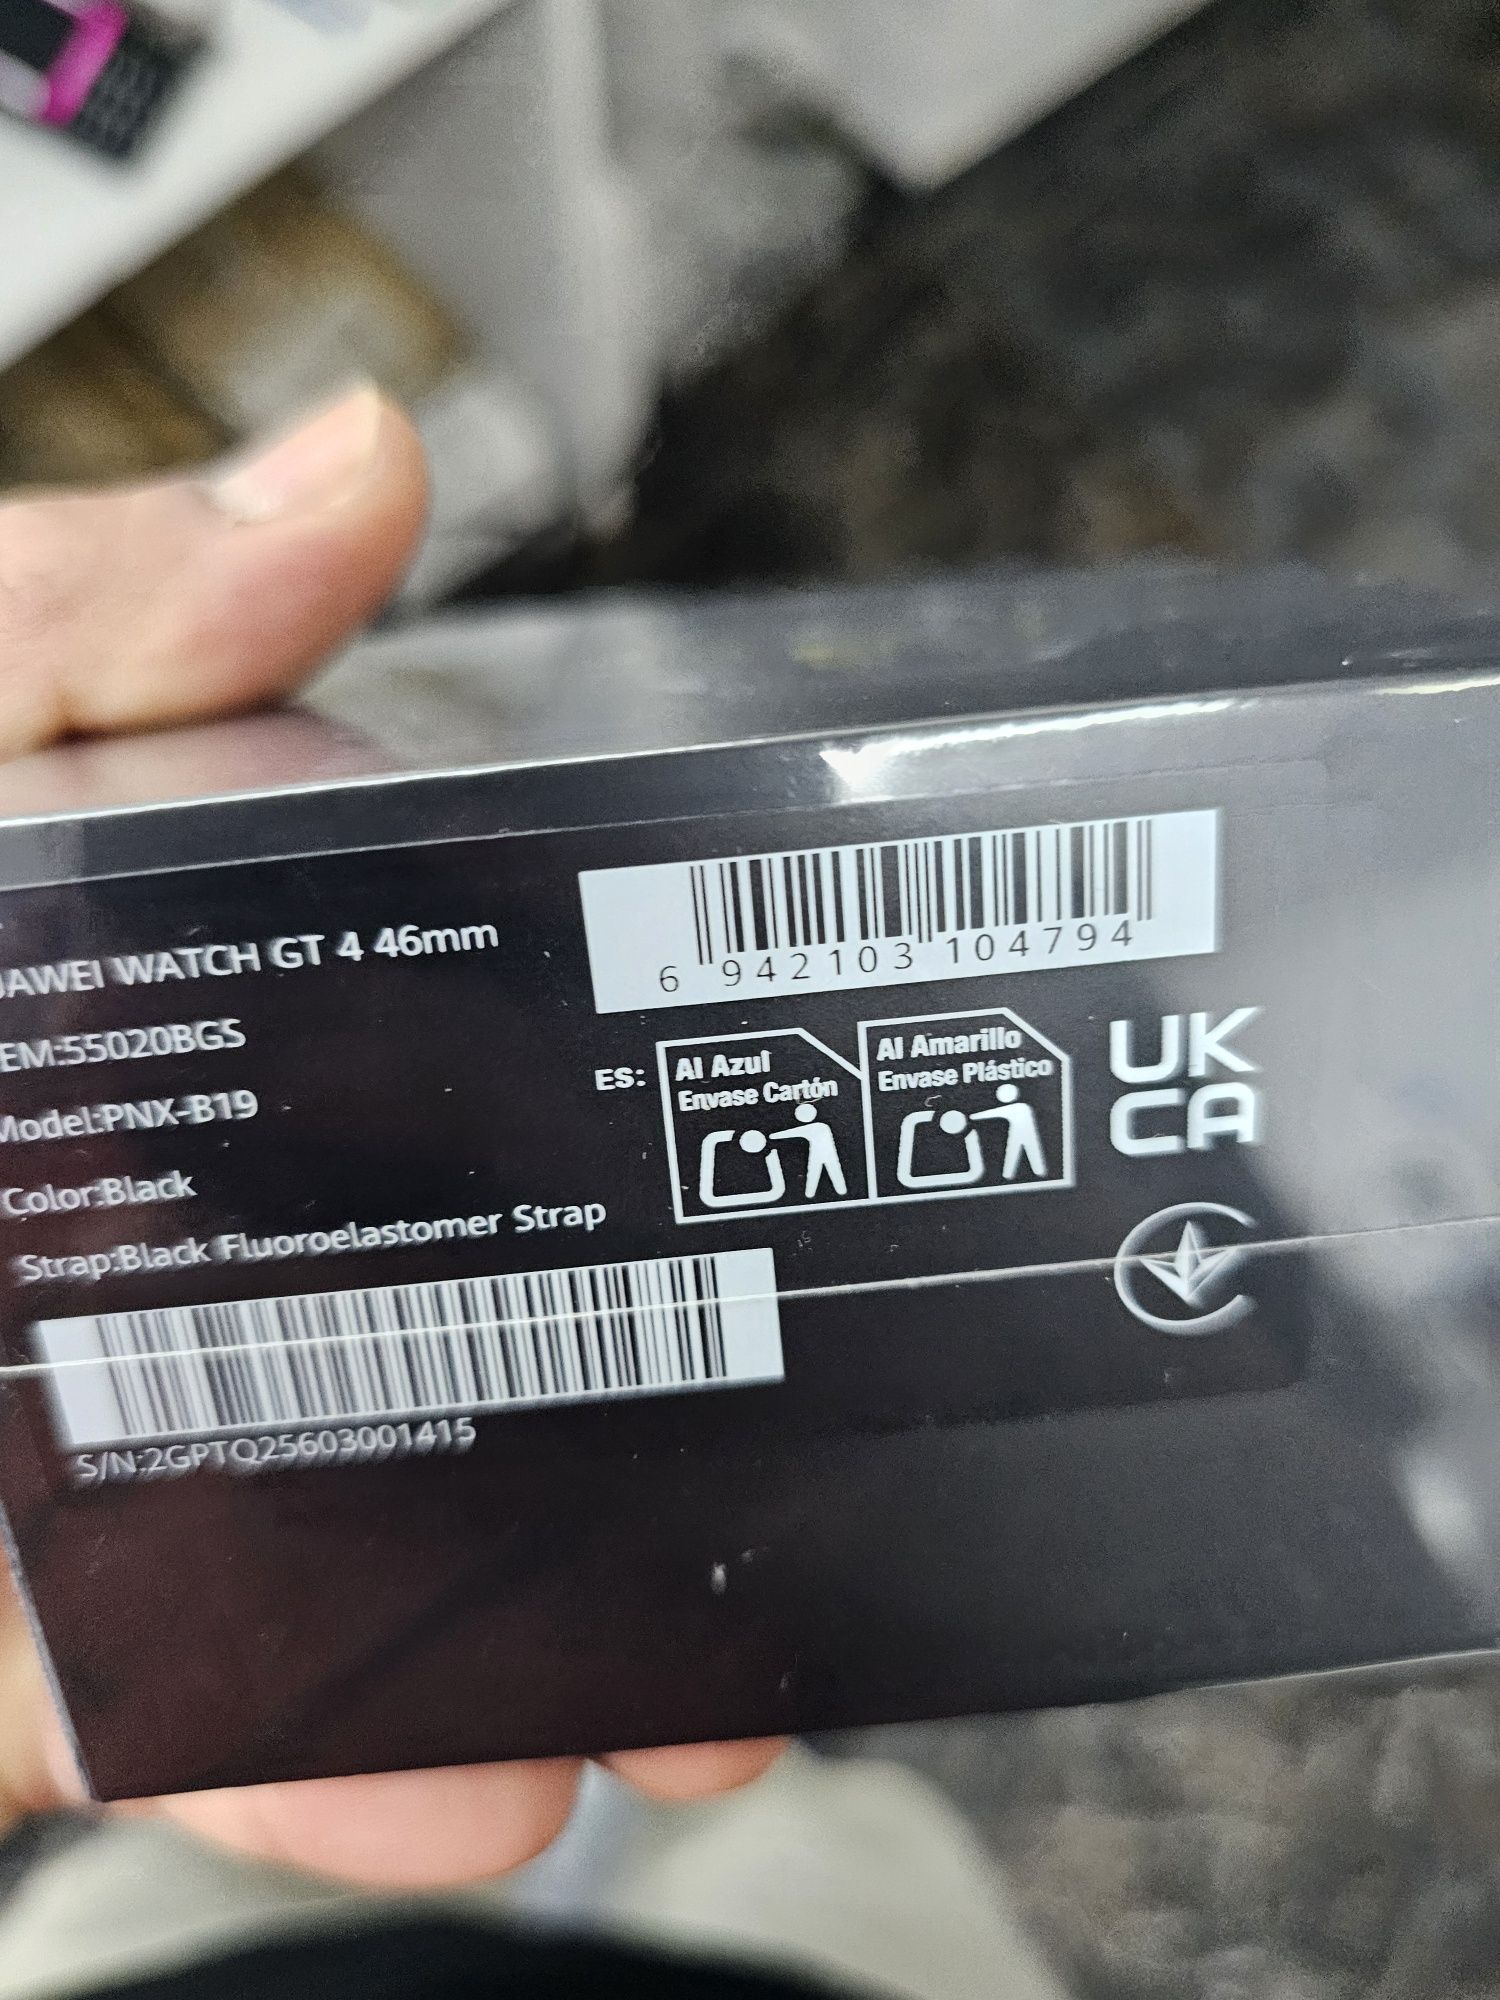 UAWEI WATCH GT 4 46mm
EM:55020BGS
Model:PNX-B19
Color:Black
Strap:Black Fluoroelastomer Strap
S/N:2GPTQ25603001415
6 942103 104794
ES:
Al Azul
Envase Cartón
Al Amarillo
Envase Plástico
UK
CA